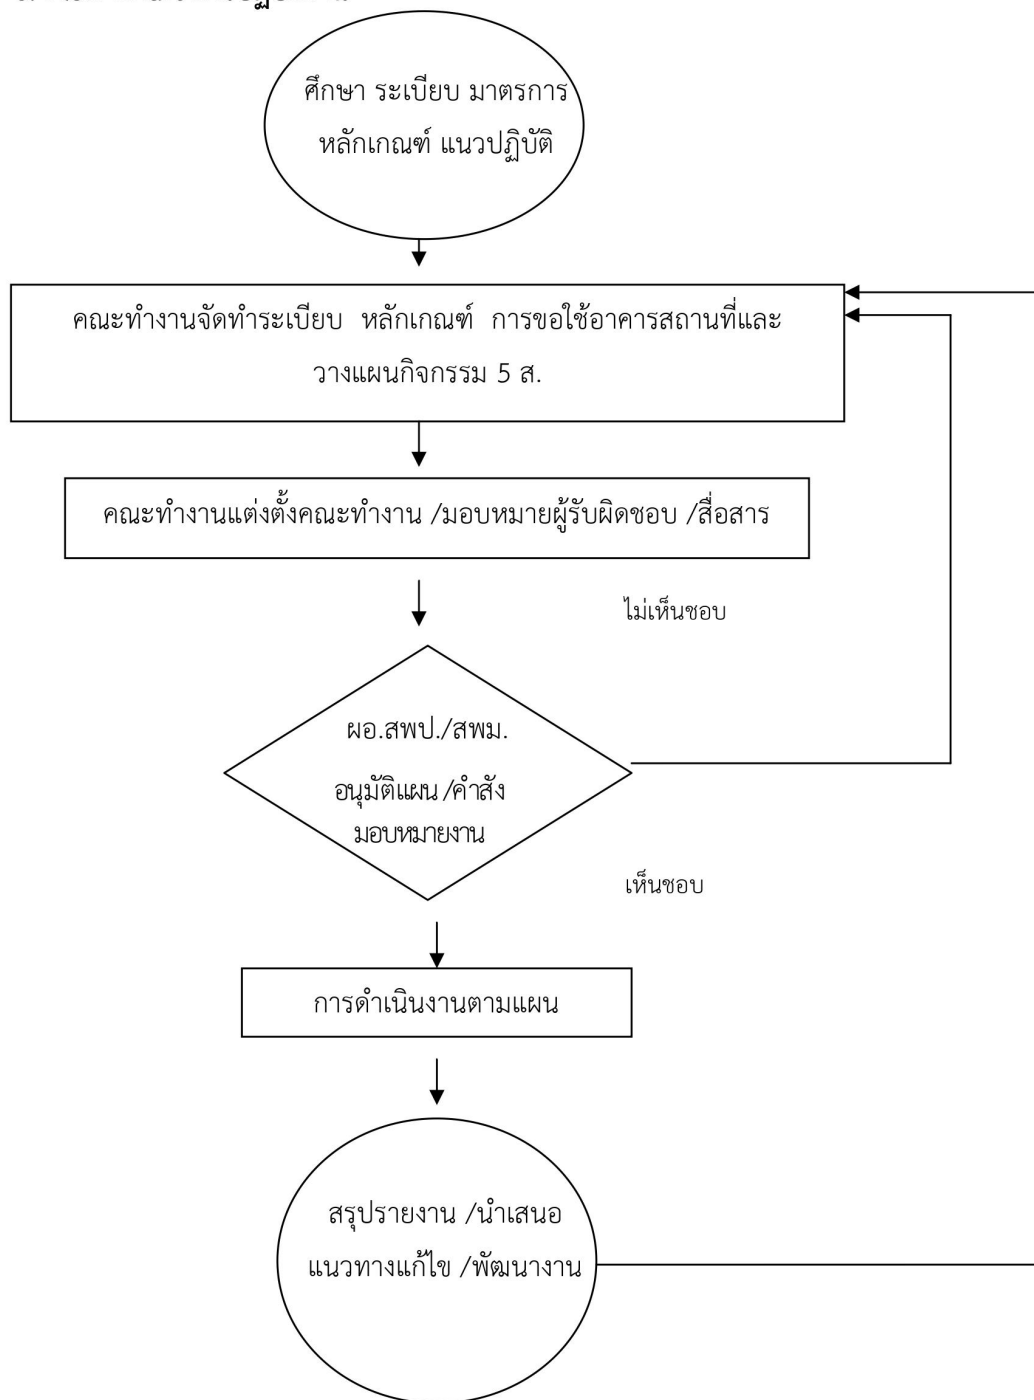 ศึกษา ระเบียบ มาตรการ
หลักเกณฑ์ แนวปฏิบัติ
คณะทำงานจัดทำระเบียบ หลักเกณฑ์ การขอใช้อาคารสถานที่และ
วางแผนกิจกรรม 5 ส.
คณะทำงานแต่งตั้งคณะทำงาน /มอบหมายผู้รับผิดชอบ /สื่อสาร
ไม่เห็นชอบ
ผอ.สพป./สพม.
อนุมัติแผน /คำสัง
มอบหมายงาน
เห็นชอบ
การดำเนินงานตามแผน
สรุปรายงาน /นำเสนอ
แนวทางแก้ไข /พัฒนางาน